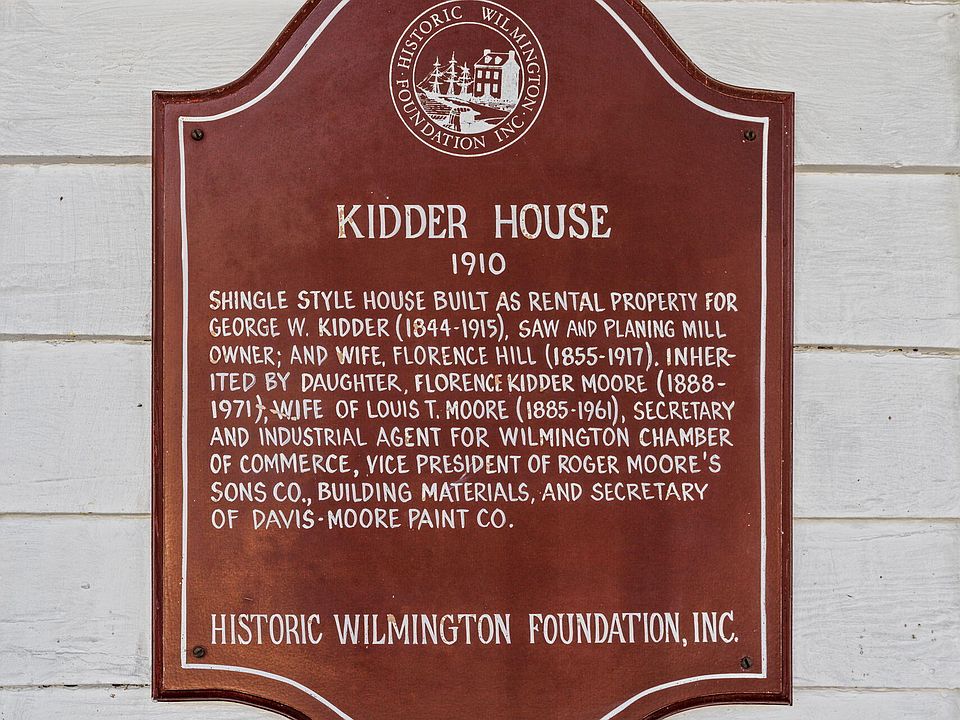 HISTORIC WILMINGTON
FOUNDATION INC.
KIDDER HOUSE
1910
SHINGLE STYLE HOUSE BUILT AS RENTAL PROPERTY FOR
GEORGE W. KIDDER (1844-1915), SAW AND PLANING MILL
OWNER; AND WIFE, FLORENCE HILL (1855-1917). INHER-
ITED BY DAUGHTER, FLORENCE KIDDER MOORE (1888-
1971), WIFE OF LOUIS T. MOORE (1885-1961), SECRETARY
AND INDUSTRIAL AGENT FOR WILMINGTON CHAMBER
OF COMMERCE, VICE PRESIDENT OF ROGER MOORE'S
SONS CO., BUILDING MATERIALS, AND SECRETARY
OF DAVIS-MOORE PAINT CO.
HISTORIC WILMINGTON FOUNDATION, INC.